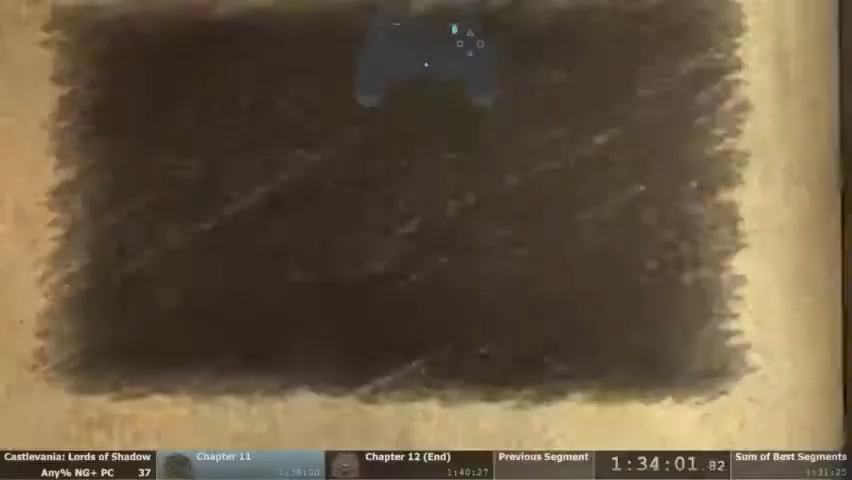 Castlevania: Lords of Shadow
Any% NG+ PC 37
Chapter 11
1:38:00
Chapter 12 (End)
1:40:27
Previous Segment
1:34:01.82
Sum of Best Segments
1:31:25